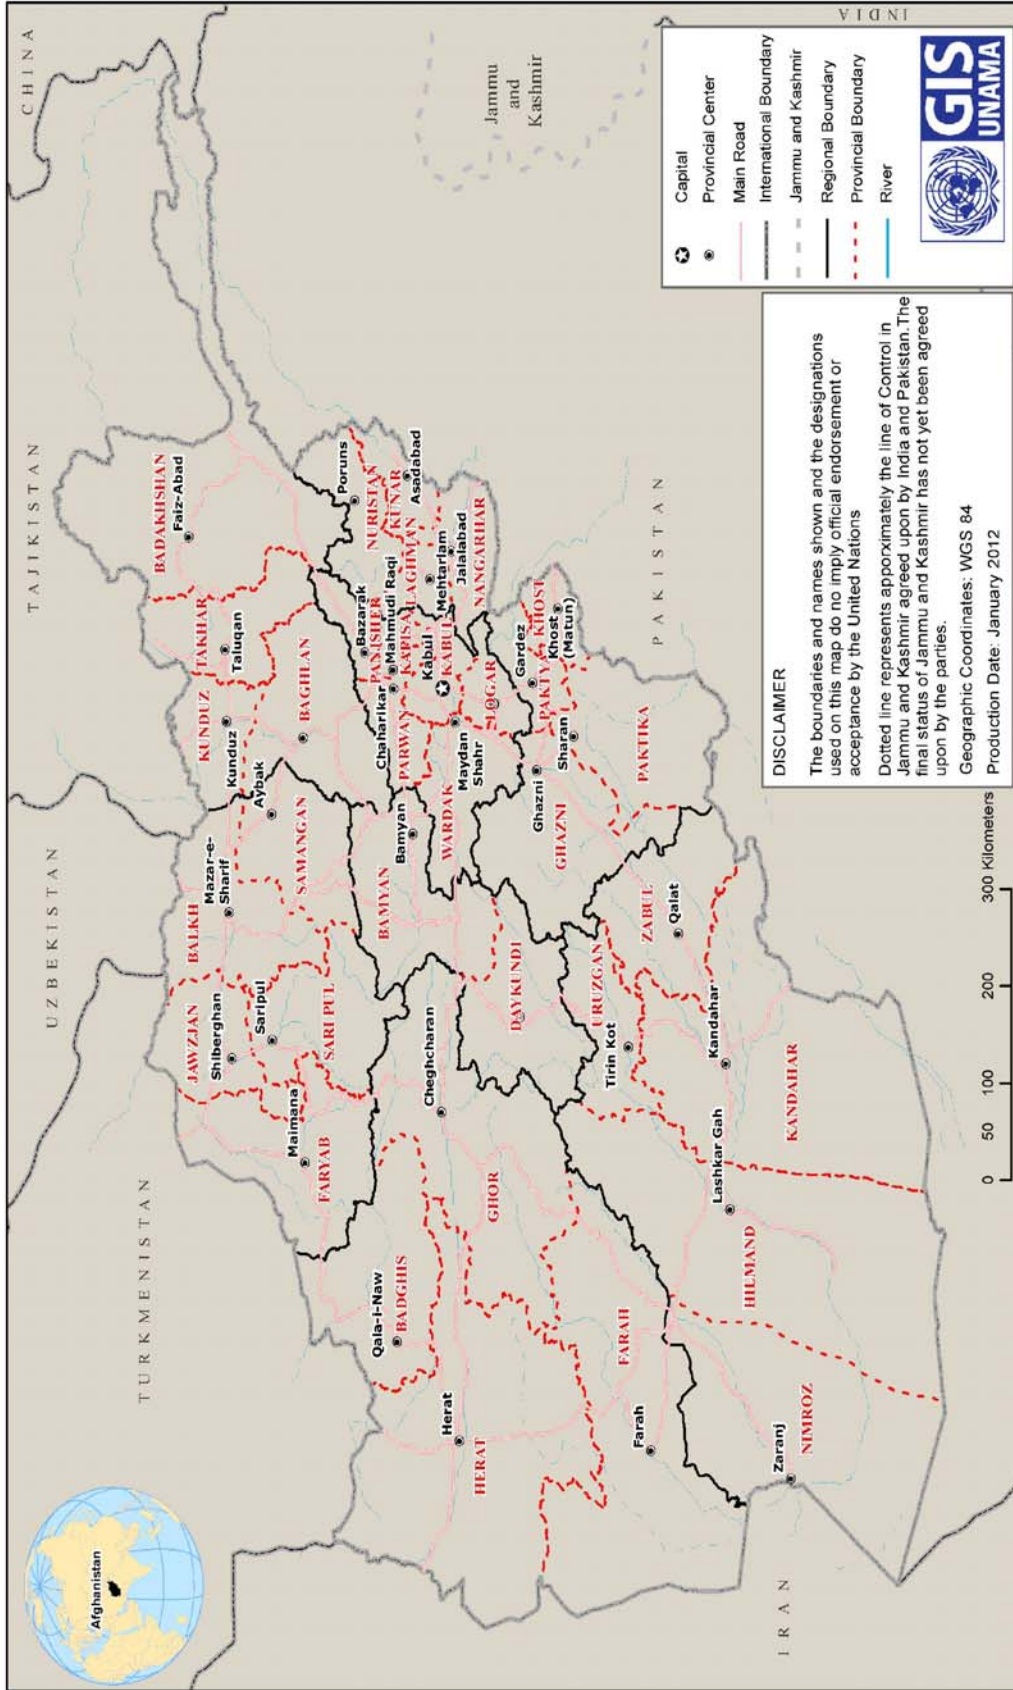 Afghanistan
CHINA
TAJIKISTAN
UZBEKISTAN
TURKMENISTAN
IRAN
PAKISTAN
INDIA
Jammu
and
Kashmir
BADAKHSHAN
Faiz-Abad
TAKHAR
Taluqan
KUNDUZ
Kunduz
BAGHLAN
BALKH
Mazar-e-
Sharif
Aybak
SAMANGAN
JAWZJAN
Shiberghan
Saripul
SARI PUL
Maimana
FARYAB
Qala-i-Naw
BADGHIS
Herat
HERAT
GHOR
Cheghcharan
BAMYAN
Bamyan
DAYKUNDI
PARWAN
Chaharikar
PANJSHER
Bazarak
KAPISA
Mahmudi Raqi
NURISTAN
Poruns
KUNAR
Asadabad
LAGHMAN
Mehtarlam
Jalalabad
NANGARHAR
Kabul
KABUL
WARDAK
Maydan
Shahr
LOGAR
Gardez
PAKTYA
KHOST
Khost
(Matun)
Sharan
PAKTIKA
Ghazni
GHAZNI
ZABUL
Qalat
URUZGAN
Tirin Kot
Kandahar
KANDAHAR
Lashkar Gah
HILMAND
FARAH
Farah
Zaranj
NIMROZ
0 50 100 200 300 Kilometers
DISCLAIMER
The boundaries and names shown and the designations
used on this map do no imply official endorsement or
acceptance by the United Nations
Dotted line represents apporximately the line of Control in
Jammu and Kashmir agreed upon by India and Pakistan.The
final status of Jammu and Kashmir has not yet been agreed
upon by the parties.
Geographic Coordinates: WGS 84
Production Date: January 2012
Capital
Provincial Center
Main Road
International Boundary
Jammu and Kashmir
Regional Boundary
Provincial Boundary
River
GIS
UNAMA